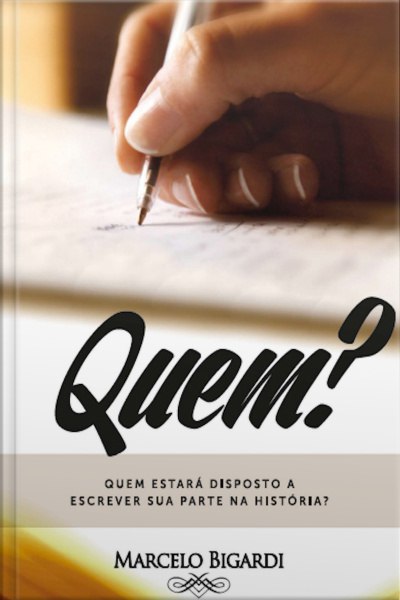 Quem?
QUEM ESTARÁ DISPOSTO A
ESCREVER SUA PARTE NA HISTÓRIA?
MARCELO BIGARDI